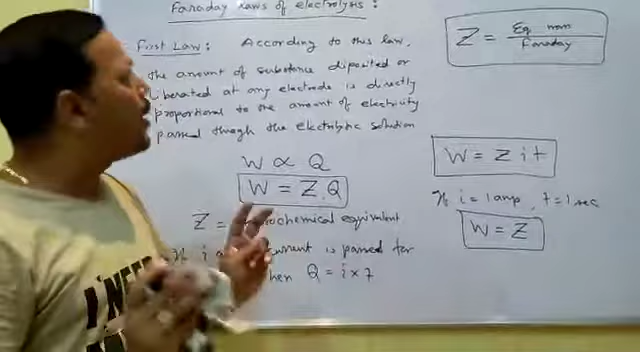 Faraday laws of electrolysis :
First Law : According to this law,
the amount of substance deposited or
liberated at any electrode is directly
proportional to the amount of electricity
passed through the electrolytic solution
W ∝ Q
W = Z.Q
Z = chemical equivalent
If i current is passed for
then Q = i × t
Z = Eq. mass / Faraday
W = Z i t
If i = 1 amp, t = 1 sec
W = Z
I NEED